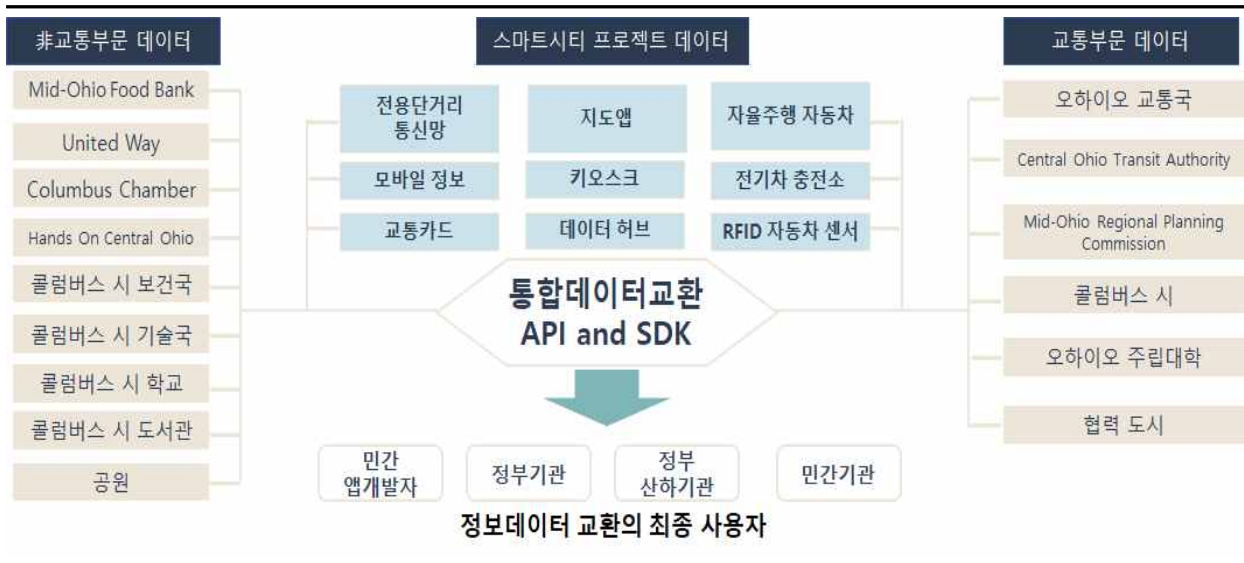 非교통부문 데이터
Mid-Ohio Food Bank
United Way
Columbus Chamber
Hands On Central Ohio
콜럼버스 시 보건국
콜럼버스 시 기술국
콜럼버스 시 학교
콜럼버스 시 도서관
공원
스마트시티 프로젝트 데이터
전용단거리
통신망
지도앱
자율주행 자동차
모바일 정보
키오스크
전기차 충전소
교통카드
데이터 허브
RFID 자동차 센서
통합데이터교환
API and SDK
민간
앱개발자
정부기관
정부
산하기관
민간기관
정보데이터 교환의 최종 사용자
교통부문 데이터
오하이오 교통국
Central Ohio Transit Authority
Mid-Ohio Regional Planning
Commission
콜럼버스 시
오하이오 주립대학
협력 도시